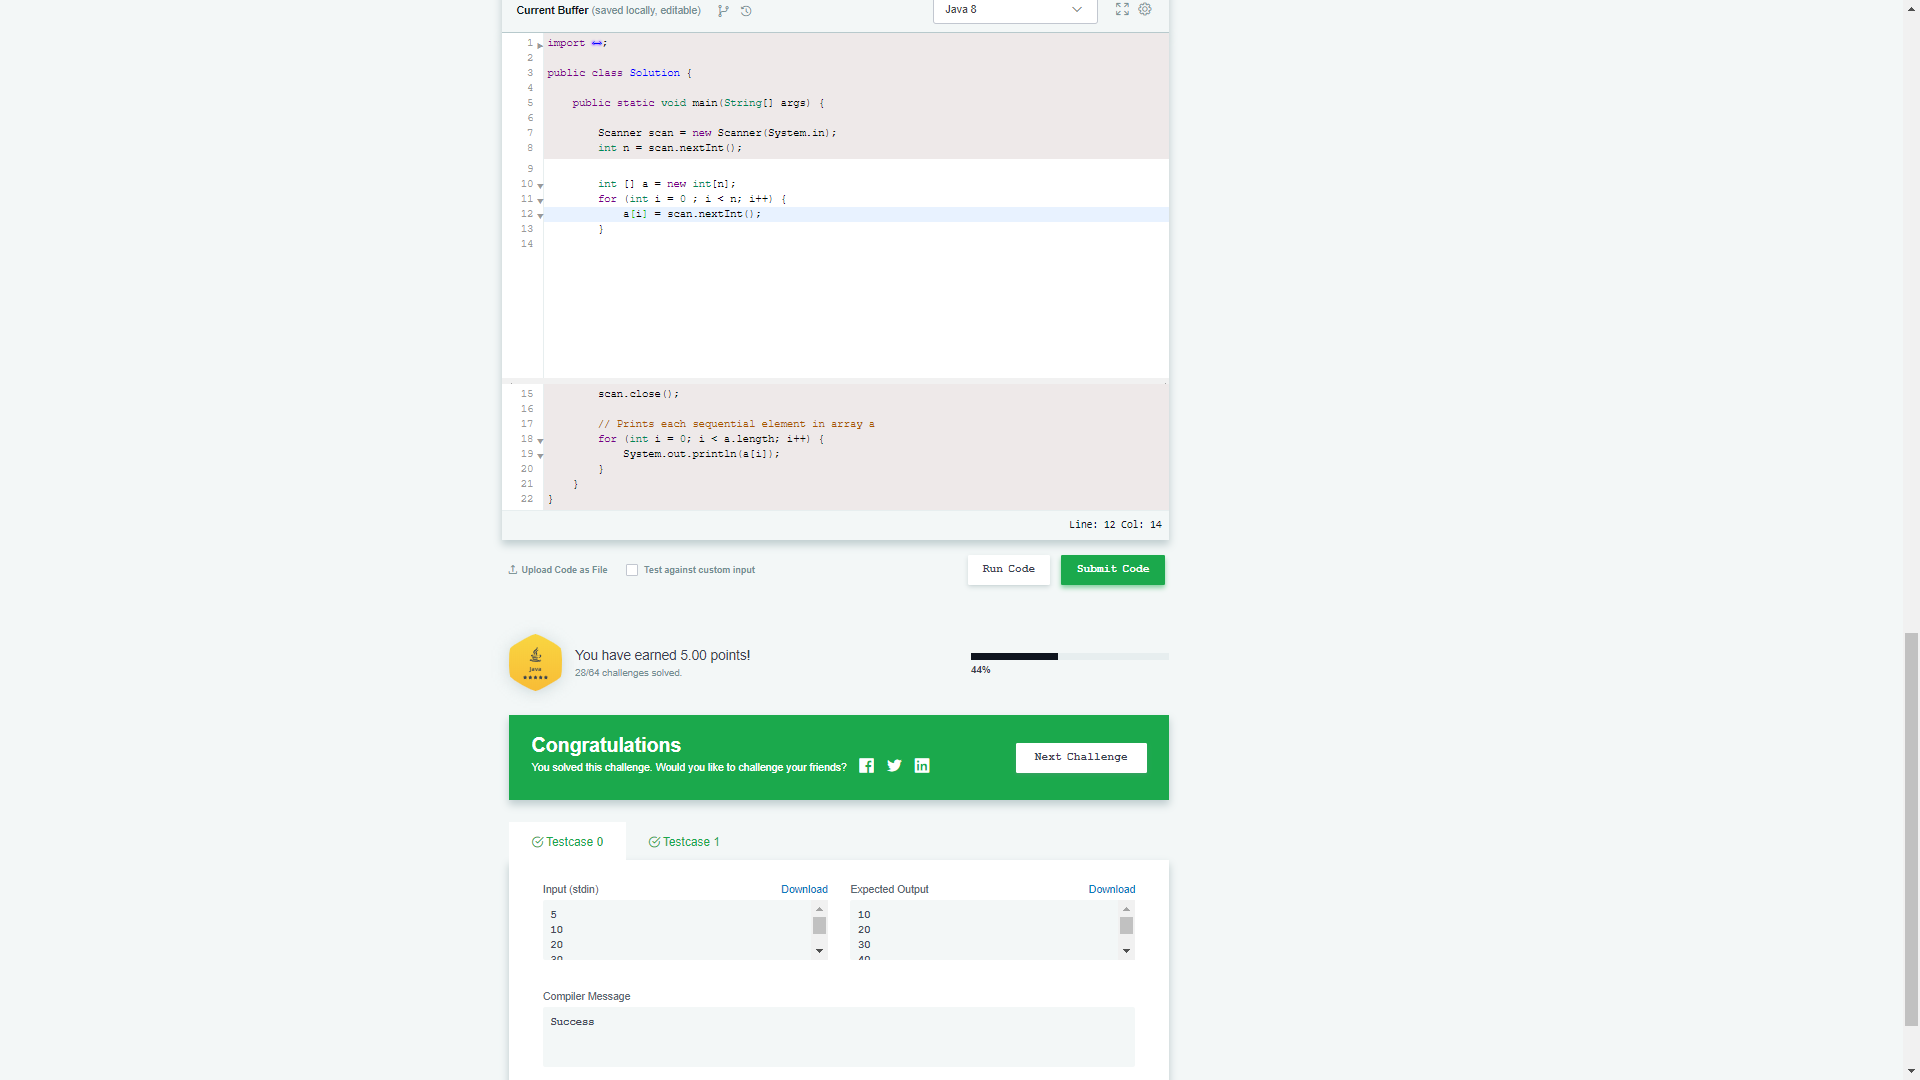 Current Buffer (saved locally, editable)
Java 8
1 import ;
2
3 public class Solution {
4
5 public static void main(String[] args) {
6
7 Scanner scan = new Scanner(System.in);
8 int n = scan.nextInt();
9
10 int [] a = new int[n];
11 for (int i = 0 ; i < n; i++) {
12 a[i] = scan.nextInt();
13 }
14
15 scan.close();
16
17 // Prints each sequential element in array a
18 for (int i = 0; i < a.length; i++) {
19 System.out.println(a[i]);
20 }
21 }
22 }
Line: 12 Col: 14
Upload Code as File
Test against custom input
Run Code
Submit Code
Java
You have earned 5.00 points!
28/64 challenges solved.
44%
Congratulations
You solved this challenge. Would you like to challenge your friends?
Next Challenge
Testcase 0
Testcase 1
Input (stdin)
Download
5
10
20
30
Expected Output
Download
10
20
30
40
Compiler Message
Success